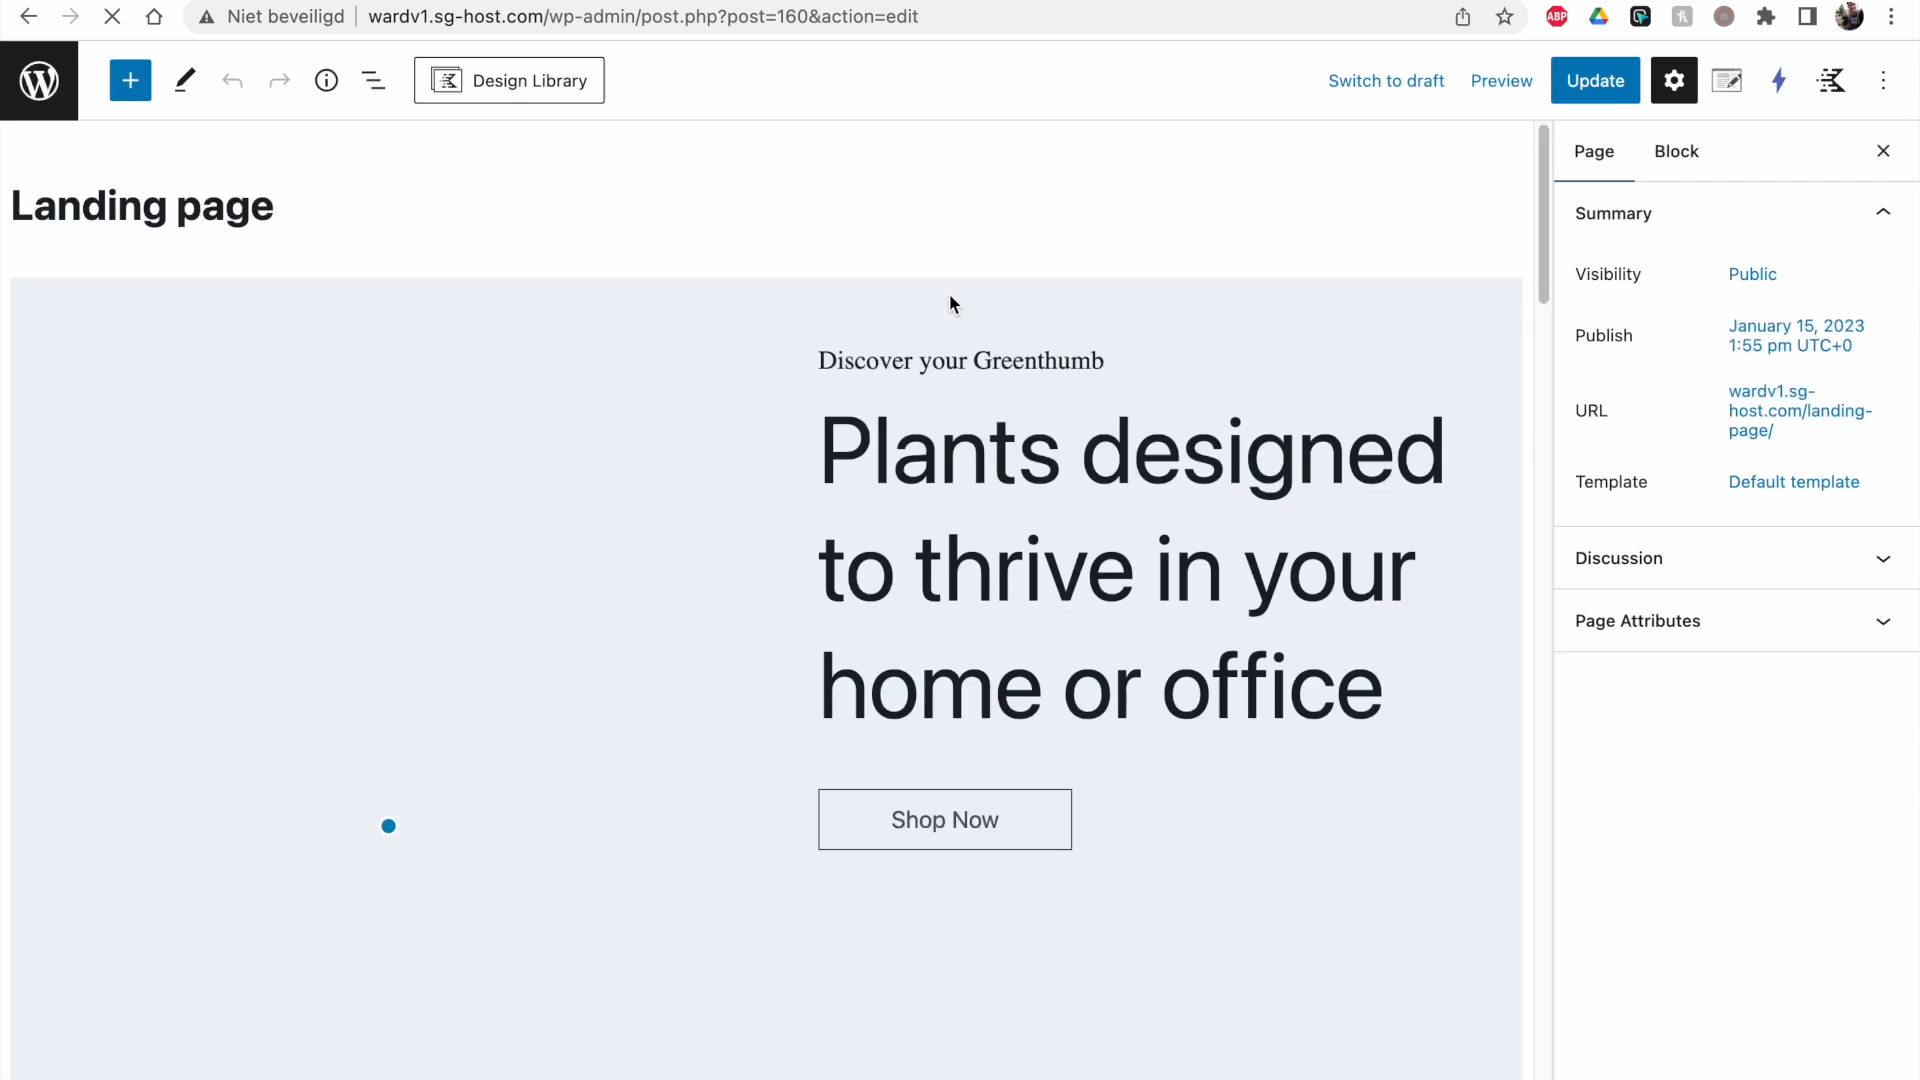 Niet beveiligd wardv1.sg-host.com/wp-admin/post.php?post=160&action=edit
ABP
Design Library
Switch to draft Preview Update
Page Block
Landing page
Summary
Visibility Public
Publish January 15, 2023
1:55 pm UTC+0
URL wardv1.sg-
host.com/landing-
page/
Template Default template
Discussion
Page Attributes
Discover your Greenthumb
Plants designed
to thrive in your
home or office
Shop Now